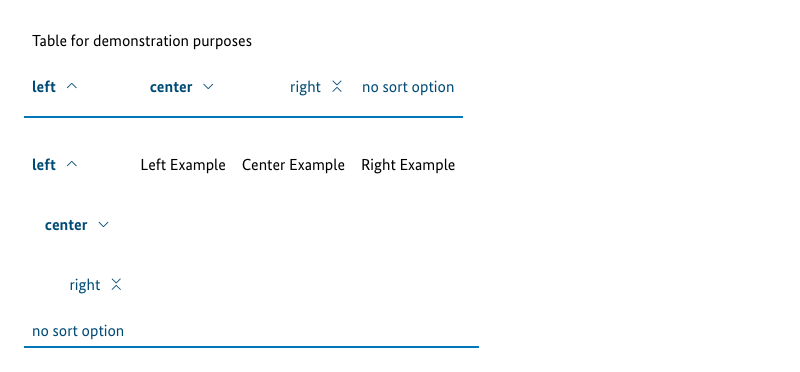 Table for demonstration purposes
left center right no sort option
left Left Example Center Example Right Example
center
right
no sort option